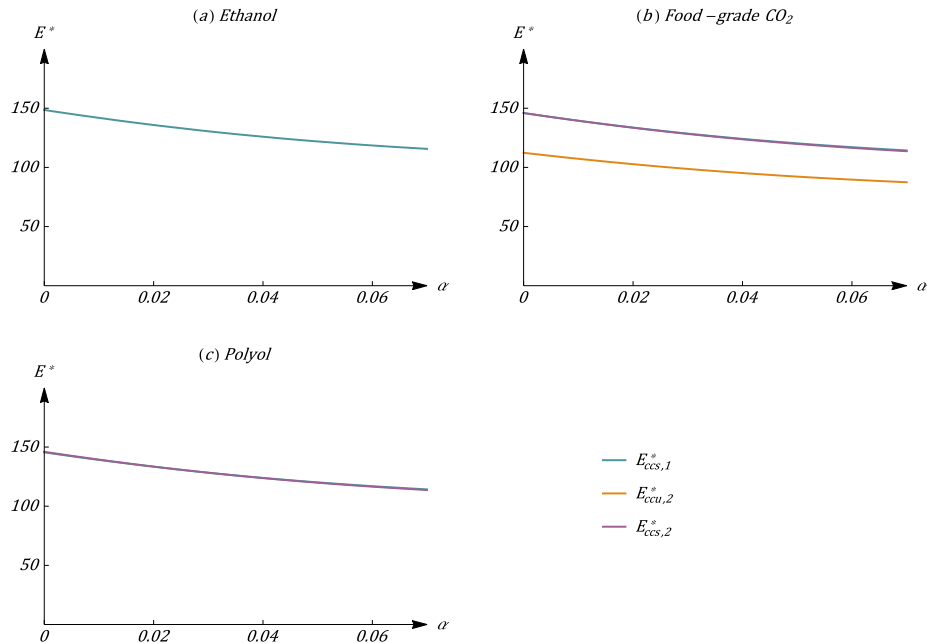 (a) Ethanol
E*
150
100
50
0 0.02 0.04 0.06 α
(b) Food-grade CO₂
E*
150
100
50
0 0.02 0.04 0.06 α
(c) Polyol
E*
150
100
50
0 0.02 0.04 0.06 α
E*ccs,1
E*ccu,2
E*ccs,2